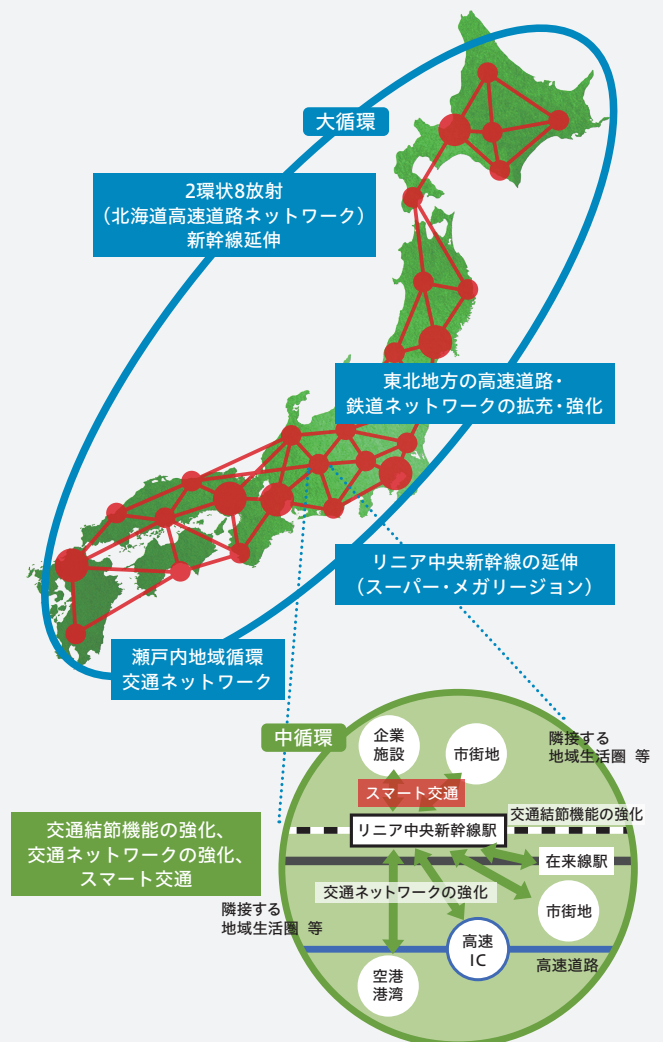 大循環
2環状8放射
（北海道高速道路ネットワーク）
新幹線延伸
東北地方の高速道路・
鉄道ネットワークの拡充・強化
リニア中央新幹線の延伸
（スーパー・メガリージョン）
瀬戸内地域循環
交通ネットワーク
中循環
企業
施設
市街地
隣接する
地域生活圏 等
スマート交通
交通結節機能の強化
リニア中央新幹線駅
交通結節機能の強化、
交通ネットワークの強化、
スマート交通
在来線駅
交通ネットワークの強化
隣接する
地域生活圏 等
市街地
高速
IC
高速道路
空港
港湾